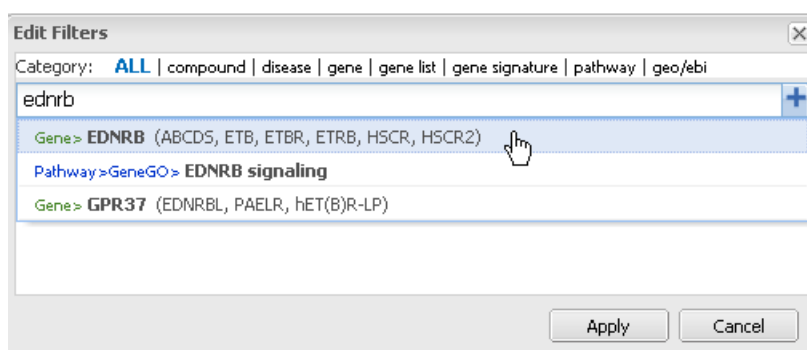 Edit Filters
Category: ALL | compound | disease | gene | gene list | gene signature | pathway | geo/ebi
ednrb
Gene> EDNRB (ABCDS, ETB, ETBR, ETRB, HSCR, HSCR2)
Pathway>GeneGO> EDNRB signaling
Gene> GPR37 (EDNRBL, PAELR, hET(B)R-LP)
Apply Cancel